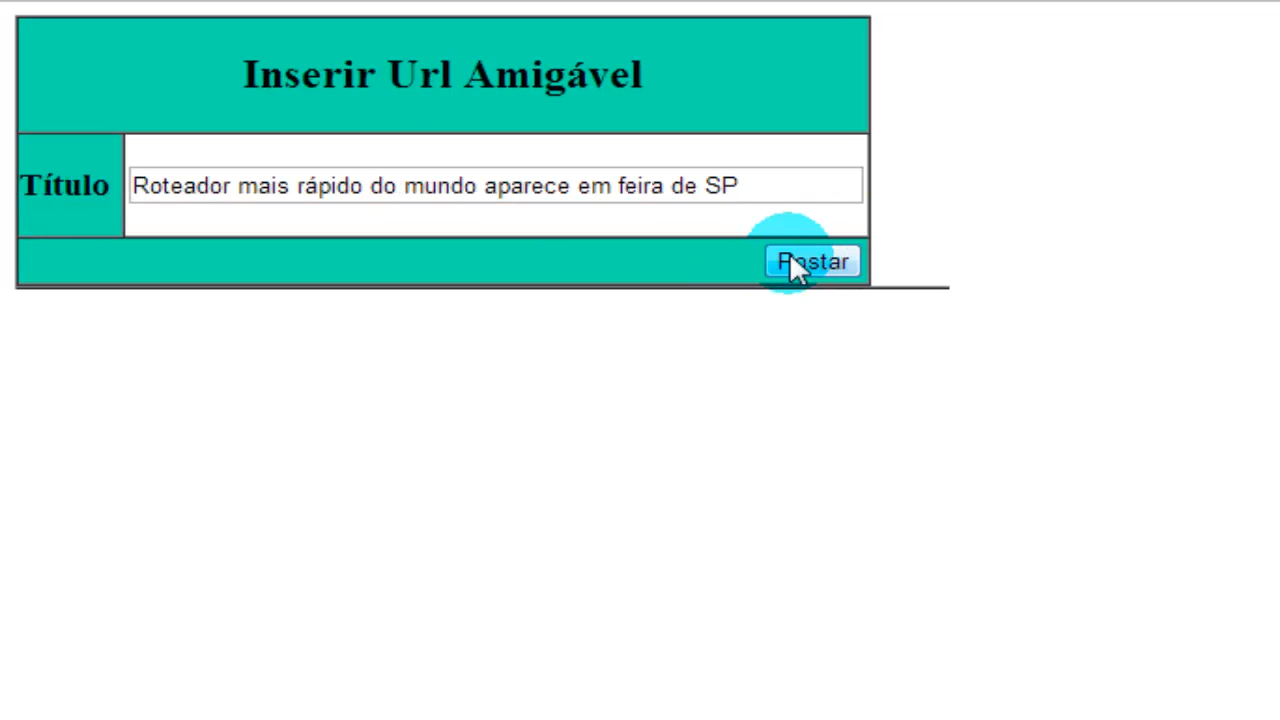 Inserir Url Amigável
Título
Roteador mais rápido do mundo aparece em feira de SP
Postar